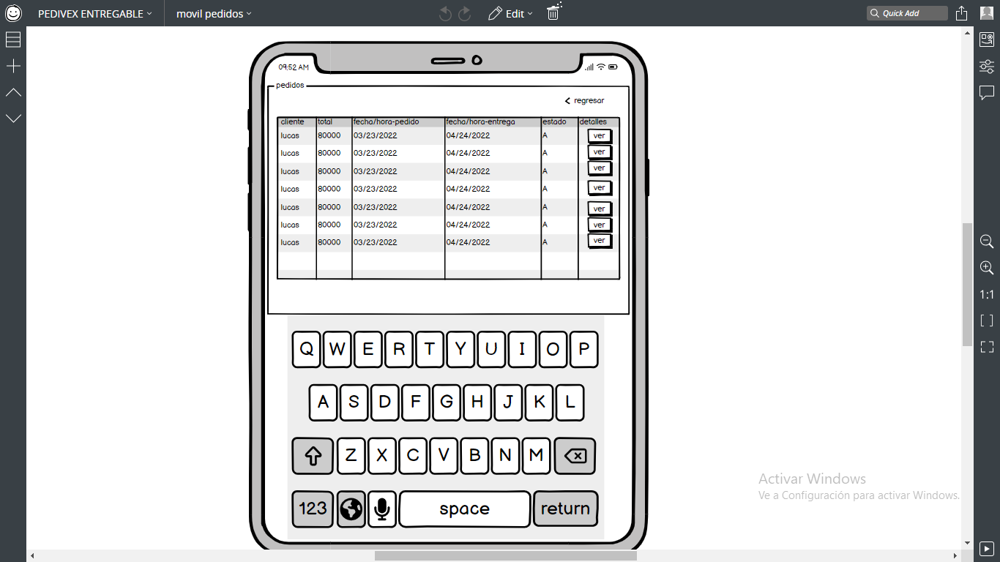 PEDIVEX ENTREGABLE movil pedidos Edit Quick Add
09:52 AM
pedidos
regresar
cliente total fecha/hora-pedido fecha/hora-entrega estado detalles
lucas 80000 03/23/2022 04/24/2022 A ver
lucas 80000 03/23/2022 04/24/2022 A ver
lucas 80000 03/23/2022 04/24/2022 A ver
lucas 80000 03/23/2022 04/24/2022 A ver
lucas 80000 03/23/2022 04/24/2022 A ver
lucas 80000 03/23/2022 04/24/2022 A ver
lucas 80000 03/23/2022 04/24/2022 A ver
1:1
Q W E R T Y U I O P
A S D F G H J K L
Z X C V B N M
123 space return
Activar Windows
Ve a Configuración para activar Windows.